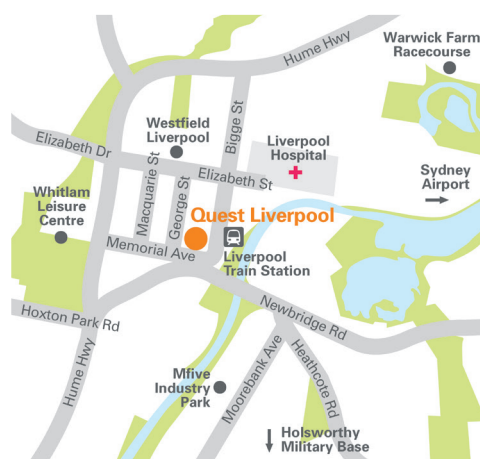 Hume Hwy
Warwick Farm
Racecourse
Westfield
Liverpool
Bigge St
Elizabeth Dr
Liverpool
Hospital
Macquarie St
George St
Elizabeth St
Sydney
Airport
Whitlam
Leisure
Centre
Quest Liverpool
Memorial Ave
Liverpool
Train Station
Hoxton Park Rd
Newbridge Rd
Hume Hwy
Mfive
Industry
Park
Moorebank Ave
Heathcote Rd
Holsworthy
Military Base